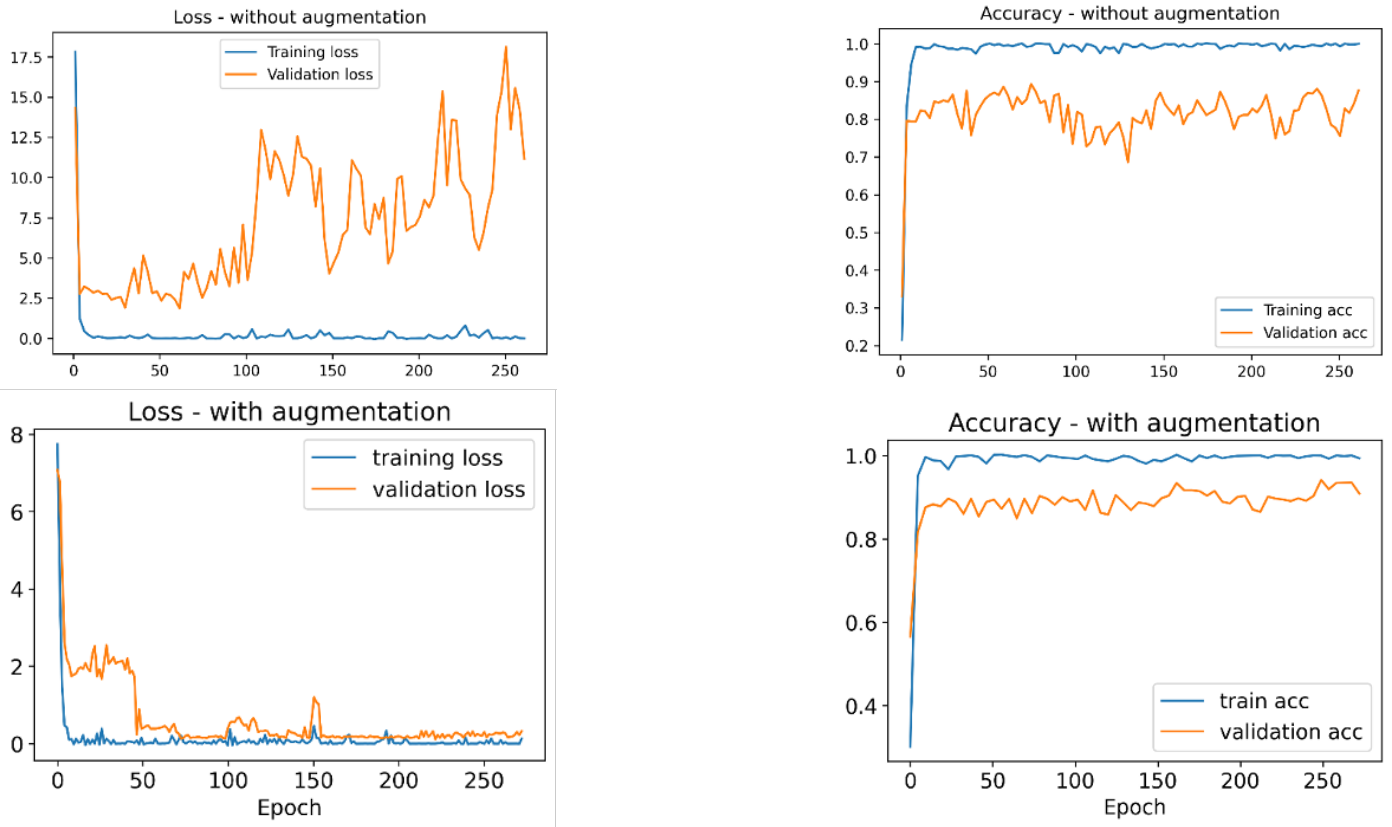 Loss - without augmentation
17.5
15.0
12.5
10.0
7.5
5.0
2.5
0.0
Training loss
Validation loss
0 50 100 150 200 250
Accuracy - without augmentation
1.0
0.9
0.8
0.7
0.6
0.5
0.4
0.3
0.2
Training acc
Validation acc
0 50 100 150 200 250
Loss - with augmentation
8
6
4
2
0
training loss
validation loss
0 50 100 150 200 250
Epoch
Accuracy - with augmentation
1.0
0.8
0.6
0.4
train acc
validation acc
0 50 100 150 200 250
Epoch